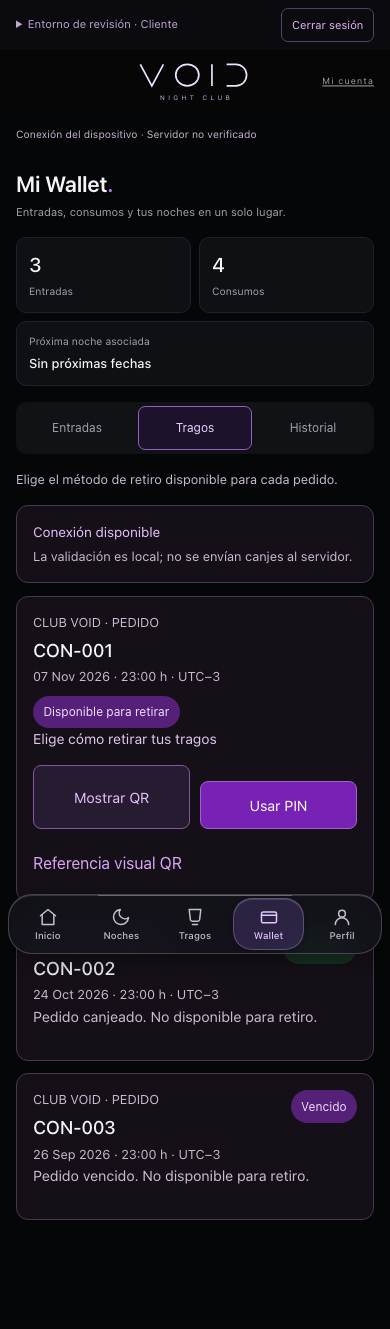 Entorno de revisión · Cliente
Cerrar sesión
VOID
NIGHT CLUB
Mi cuenta
Conexión del dispositivo · Servidor no verificado
Mi Wallet.
Entradas, consumos y tus noches en un solo lugar.
3
Entradas
4
Consumos
Próxima noche asociada
Sin próximas fechas
Entradas
Tragos
Historial
Elige el método de retiro disponible para cada pedido.
Conexión disponible
La validación es local; no se envían canjes al servidor.
CLUB VOID · PEDIDO
CON-001
07 Nov 2026 · 23:00 h · UTC−3
Disponible para retirar
Elige cómo retirar tus tragos
Mostrar QR
Usar PIN
Referencia visual QR
Inicio
Noches
Tragos
Wallet
Perfil
CON-002
24 Oct 2026 · 23:00 h · UTC−3
Pedido canjeado. No disponible para retiro.
CLUB VOID · PEDIDO
Vencido
CON-003
26 Sep 2026 · 23:00 h · UTC−3
Pedido vencido. No disponible para retiro.